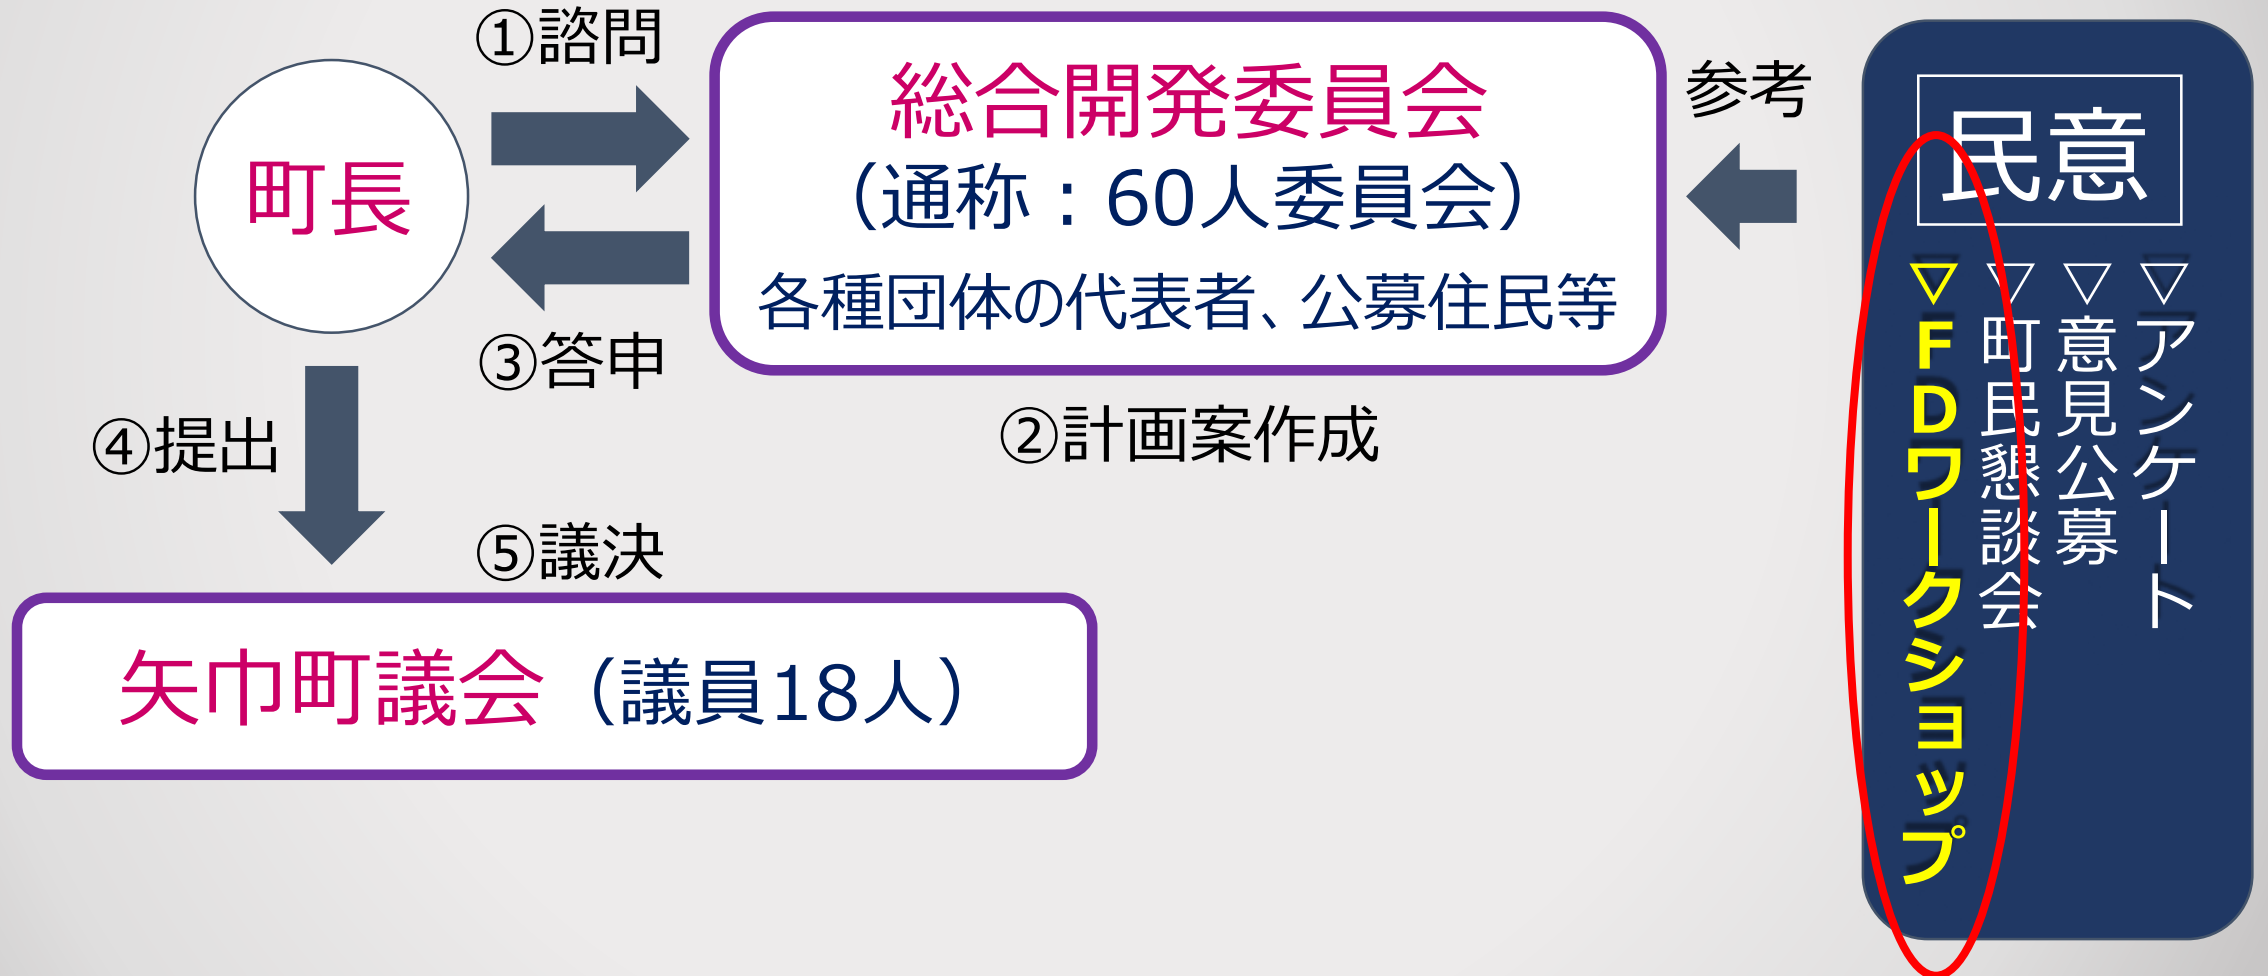 ①諮問
町長
③答申
④提出
総合開発委員会
（通称：60人委員会）
各種団体の代表者、公募住民等
②計画案作成
⑤議決
矢巾町議会（議員18人）
参考
民意
▽アンケート
▽意見公募
▽町民懇談会
▽FDワークショップ